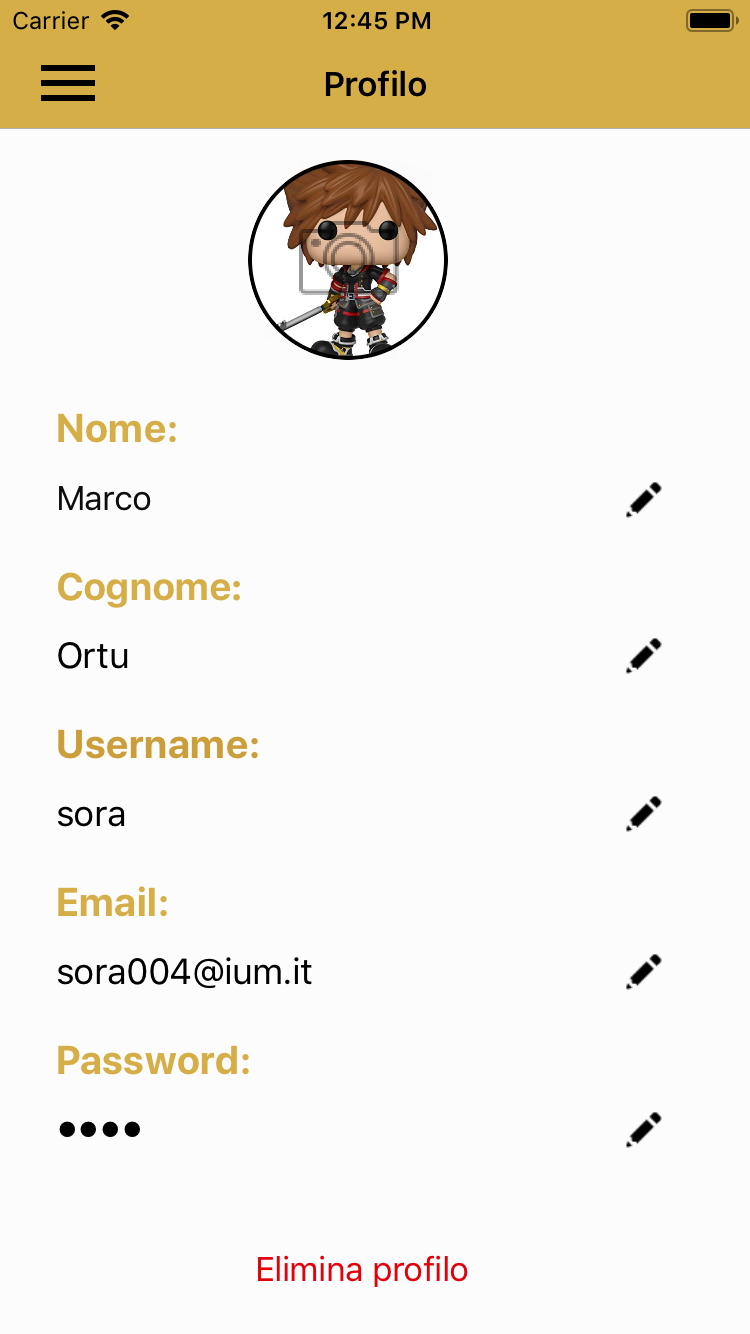 Carrier 12:45 PM
Profilo
Nome:
Marco
Cognome:
Ortu
Username:
sora
Email:
sora004@ium.it
Password:
••••
Elimina profilo